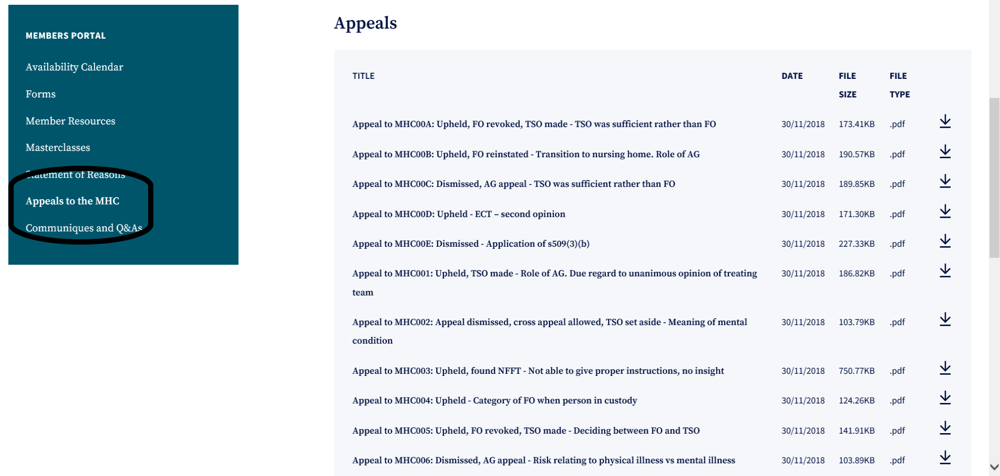 MEMBERS PORTAL
Availability Calendar
Forms
Member Resources
Masterclasses
Statement of Reasons
Appeals to the MHC
Communiques and Q&As
Appeals
TITLE DATE FILE SIZE FILE TYPE
Appeal to MHC00A: Upheld, FO revoked, TSO made - TSO was sufficient rather than FO 30/11/2018 173.41KB .pdf
Appeal to MHC00B: Upheld, FO reinstated - Transition to nursing home. Role of AG 30/11/2018 190.57KB .pdf
Appeal to MHC00C: Dismissed, AG appeal - TSO was sufficient rather than FO 30/11/2018 189.85KB .pdf
Appeal to MHC00D: Upheld - ECT – second opinion 30/11/2018 171.30KB .pdf
Appeal to MHC00E: Dismissed - Application of s509(3)(b) 30/11/2018 227.33KB .pdf
Appeal to MHC001: Upheld, TSO made - Role of AG. Due regard to unanimous opinion of treating 30/11/2018 186.82KB .pdf
team
Appeal to MHC002: Appeal dismissed, cross appeal allowed, TSO set aside - Meaning of mental 30/11/2018 103.79KB .pdf
condition
Appeal to MHC003: Upheld, found NFFT - Not able to give proper instructions, no insight 30/11/2018 750.77KB .pdf
Appeal to MHC004: Upheld - Category of FO when person in custody 30/11/2018 124.26KB .pdf
Appeal to MHC005: Upheld, FO revoked, TSO made - Deciding between FO and TSO 30/11/2018 141.91KB .pdf
Appeal to MHC006: Dismissed, AG appeal - Risk relating to physical illness vs mental illness 30/11/2018 103.89KB .pdf